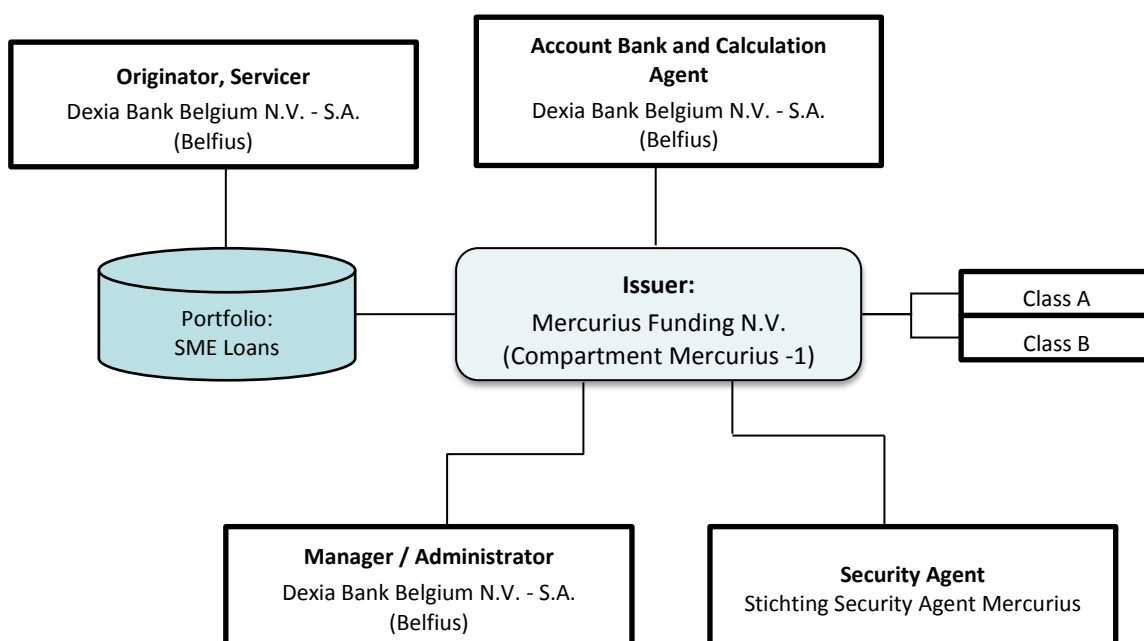 Originator, Servicer
Dexia Bank Belgium N.V. - S.A.
(Belfius)
Account Bank and Calculation
Agent
Dexia Bank Belgium N.V. - S.A.
(Belfius)
Portfolio:
SME Loans
Issuer:
Mercurius Funding N.V.
(Compartment Mercurius -1)
Class A
Class B
Manager / Administrator
Dexia Bank Belgium N.V. - S.A.
(Belfius)
Security Agent
Stichting Security Agent Mercurius